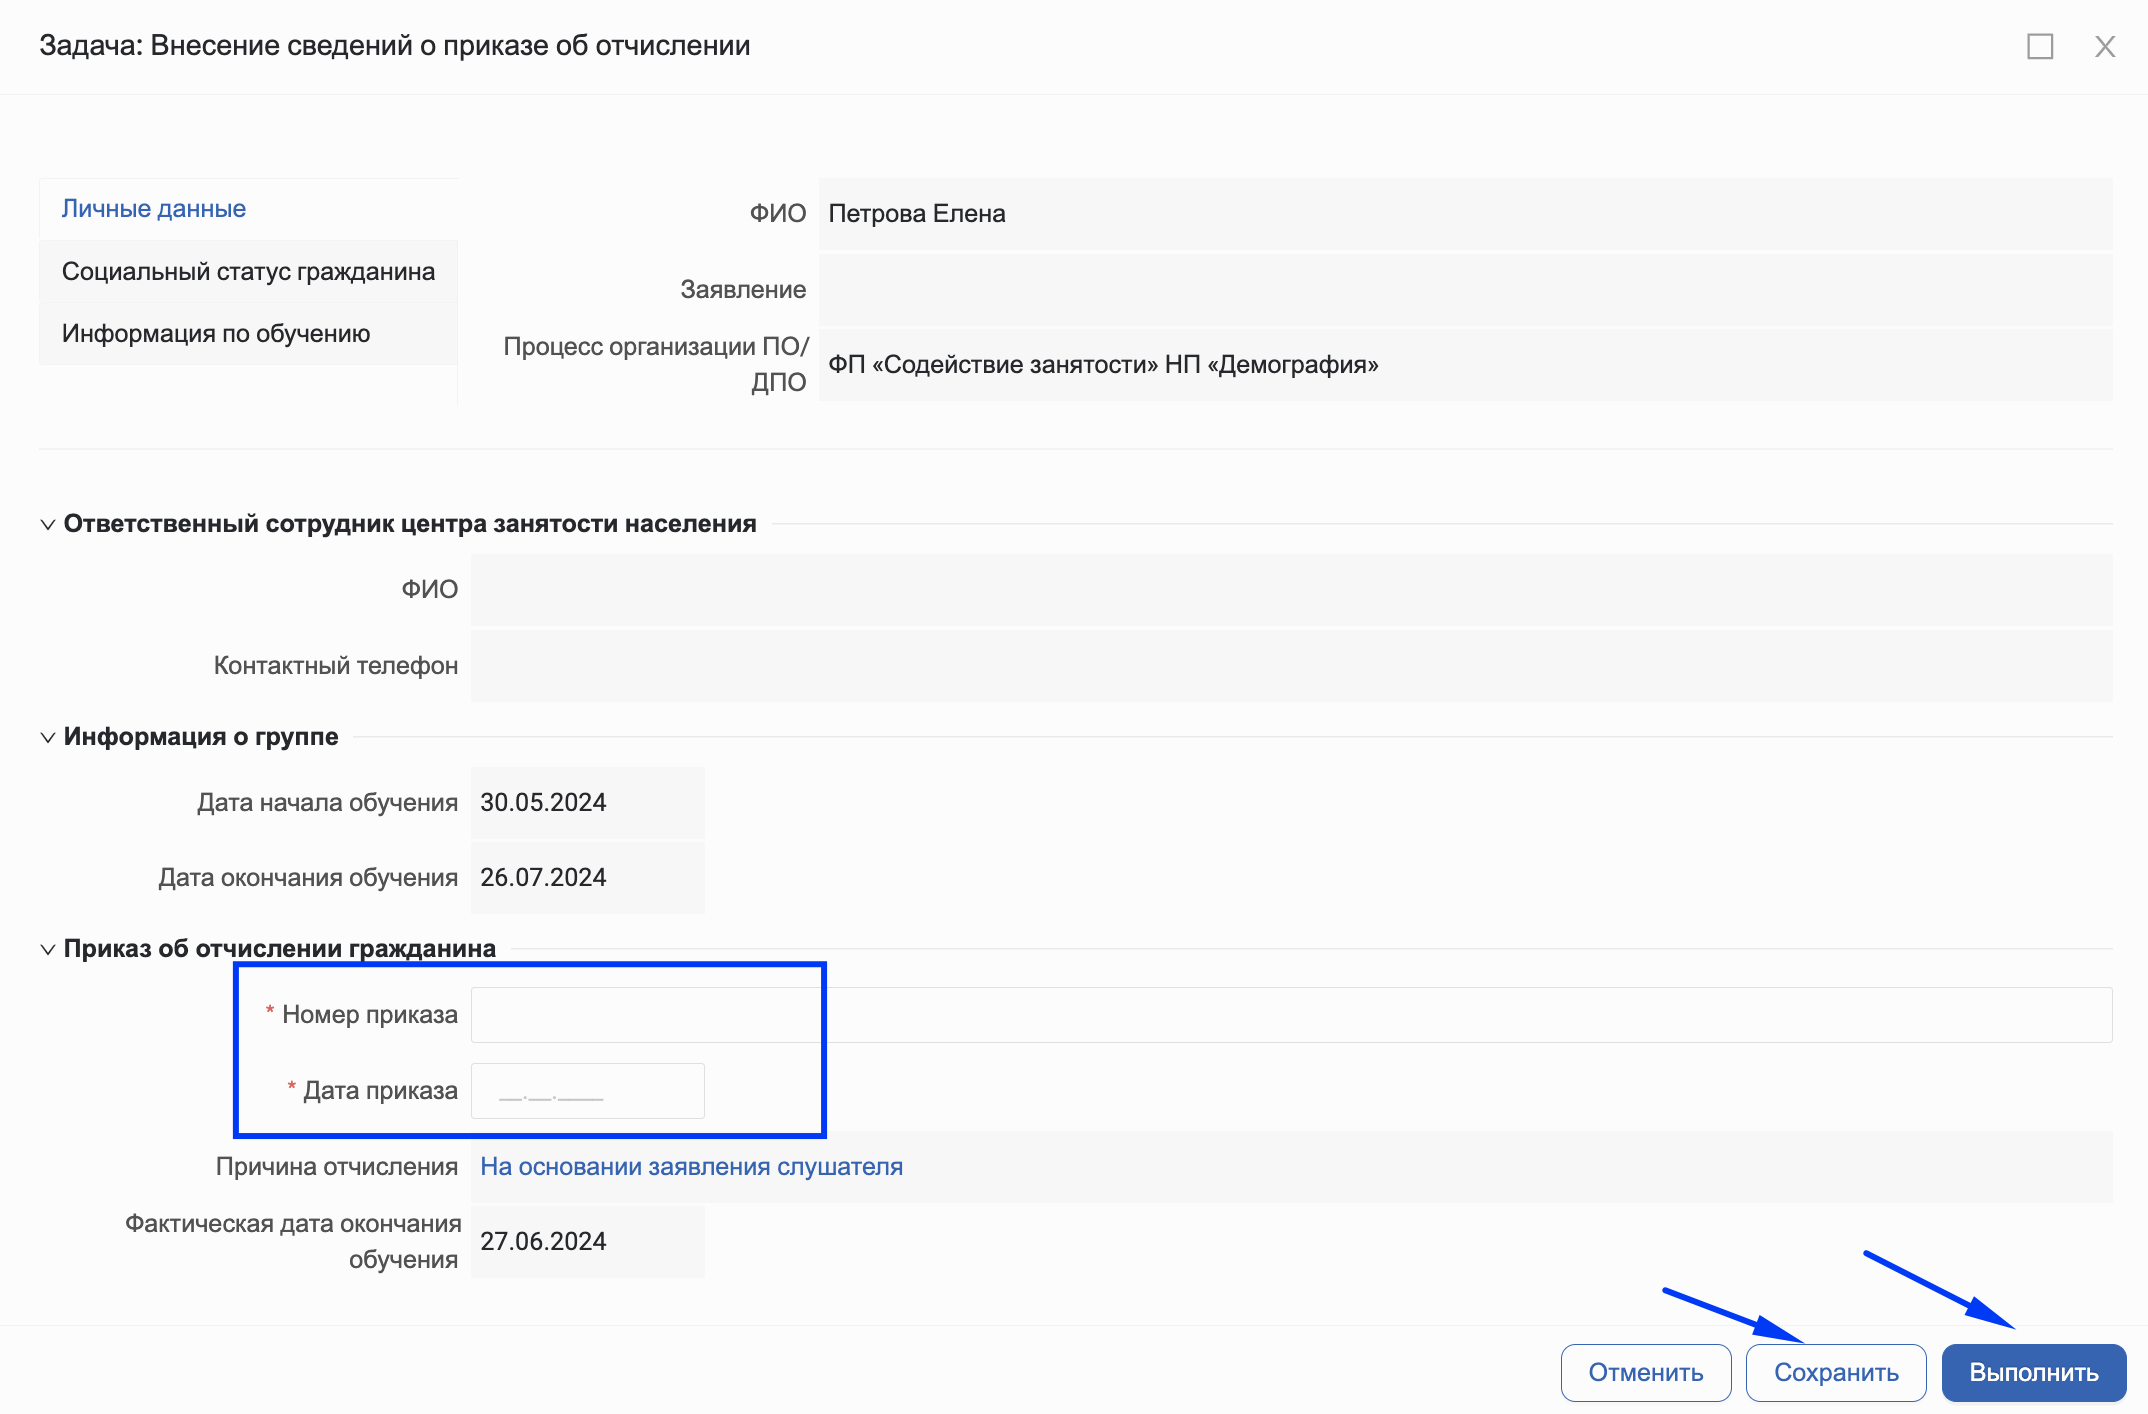 Задача: Внесение сведений о приказе об отчислении
Личные данные
Социальный статус гражданина
Информация по обучению
ФИО Петрова Елена
Заявление
Процесс организации ПО/
ДПО
ФП «Содействие занятости» НП «Демография»
Ответственный сотрудник центра занятости населения
ФИО
Контактный телефон
Информация о группе
Дата начала обучения 30.05.2024
Дата окончания обучения 26.07.2024
Приказ об отчислении гражданина
* Номер приказа
* Дата приказа __.__.____
Причина отчисления На основании заявления слушателя
Фактическая дата окончания
обучения
27.06.2024
Отменить Сохранить Выполнить